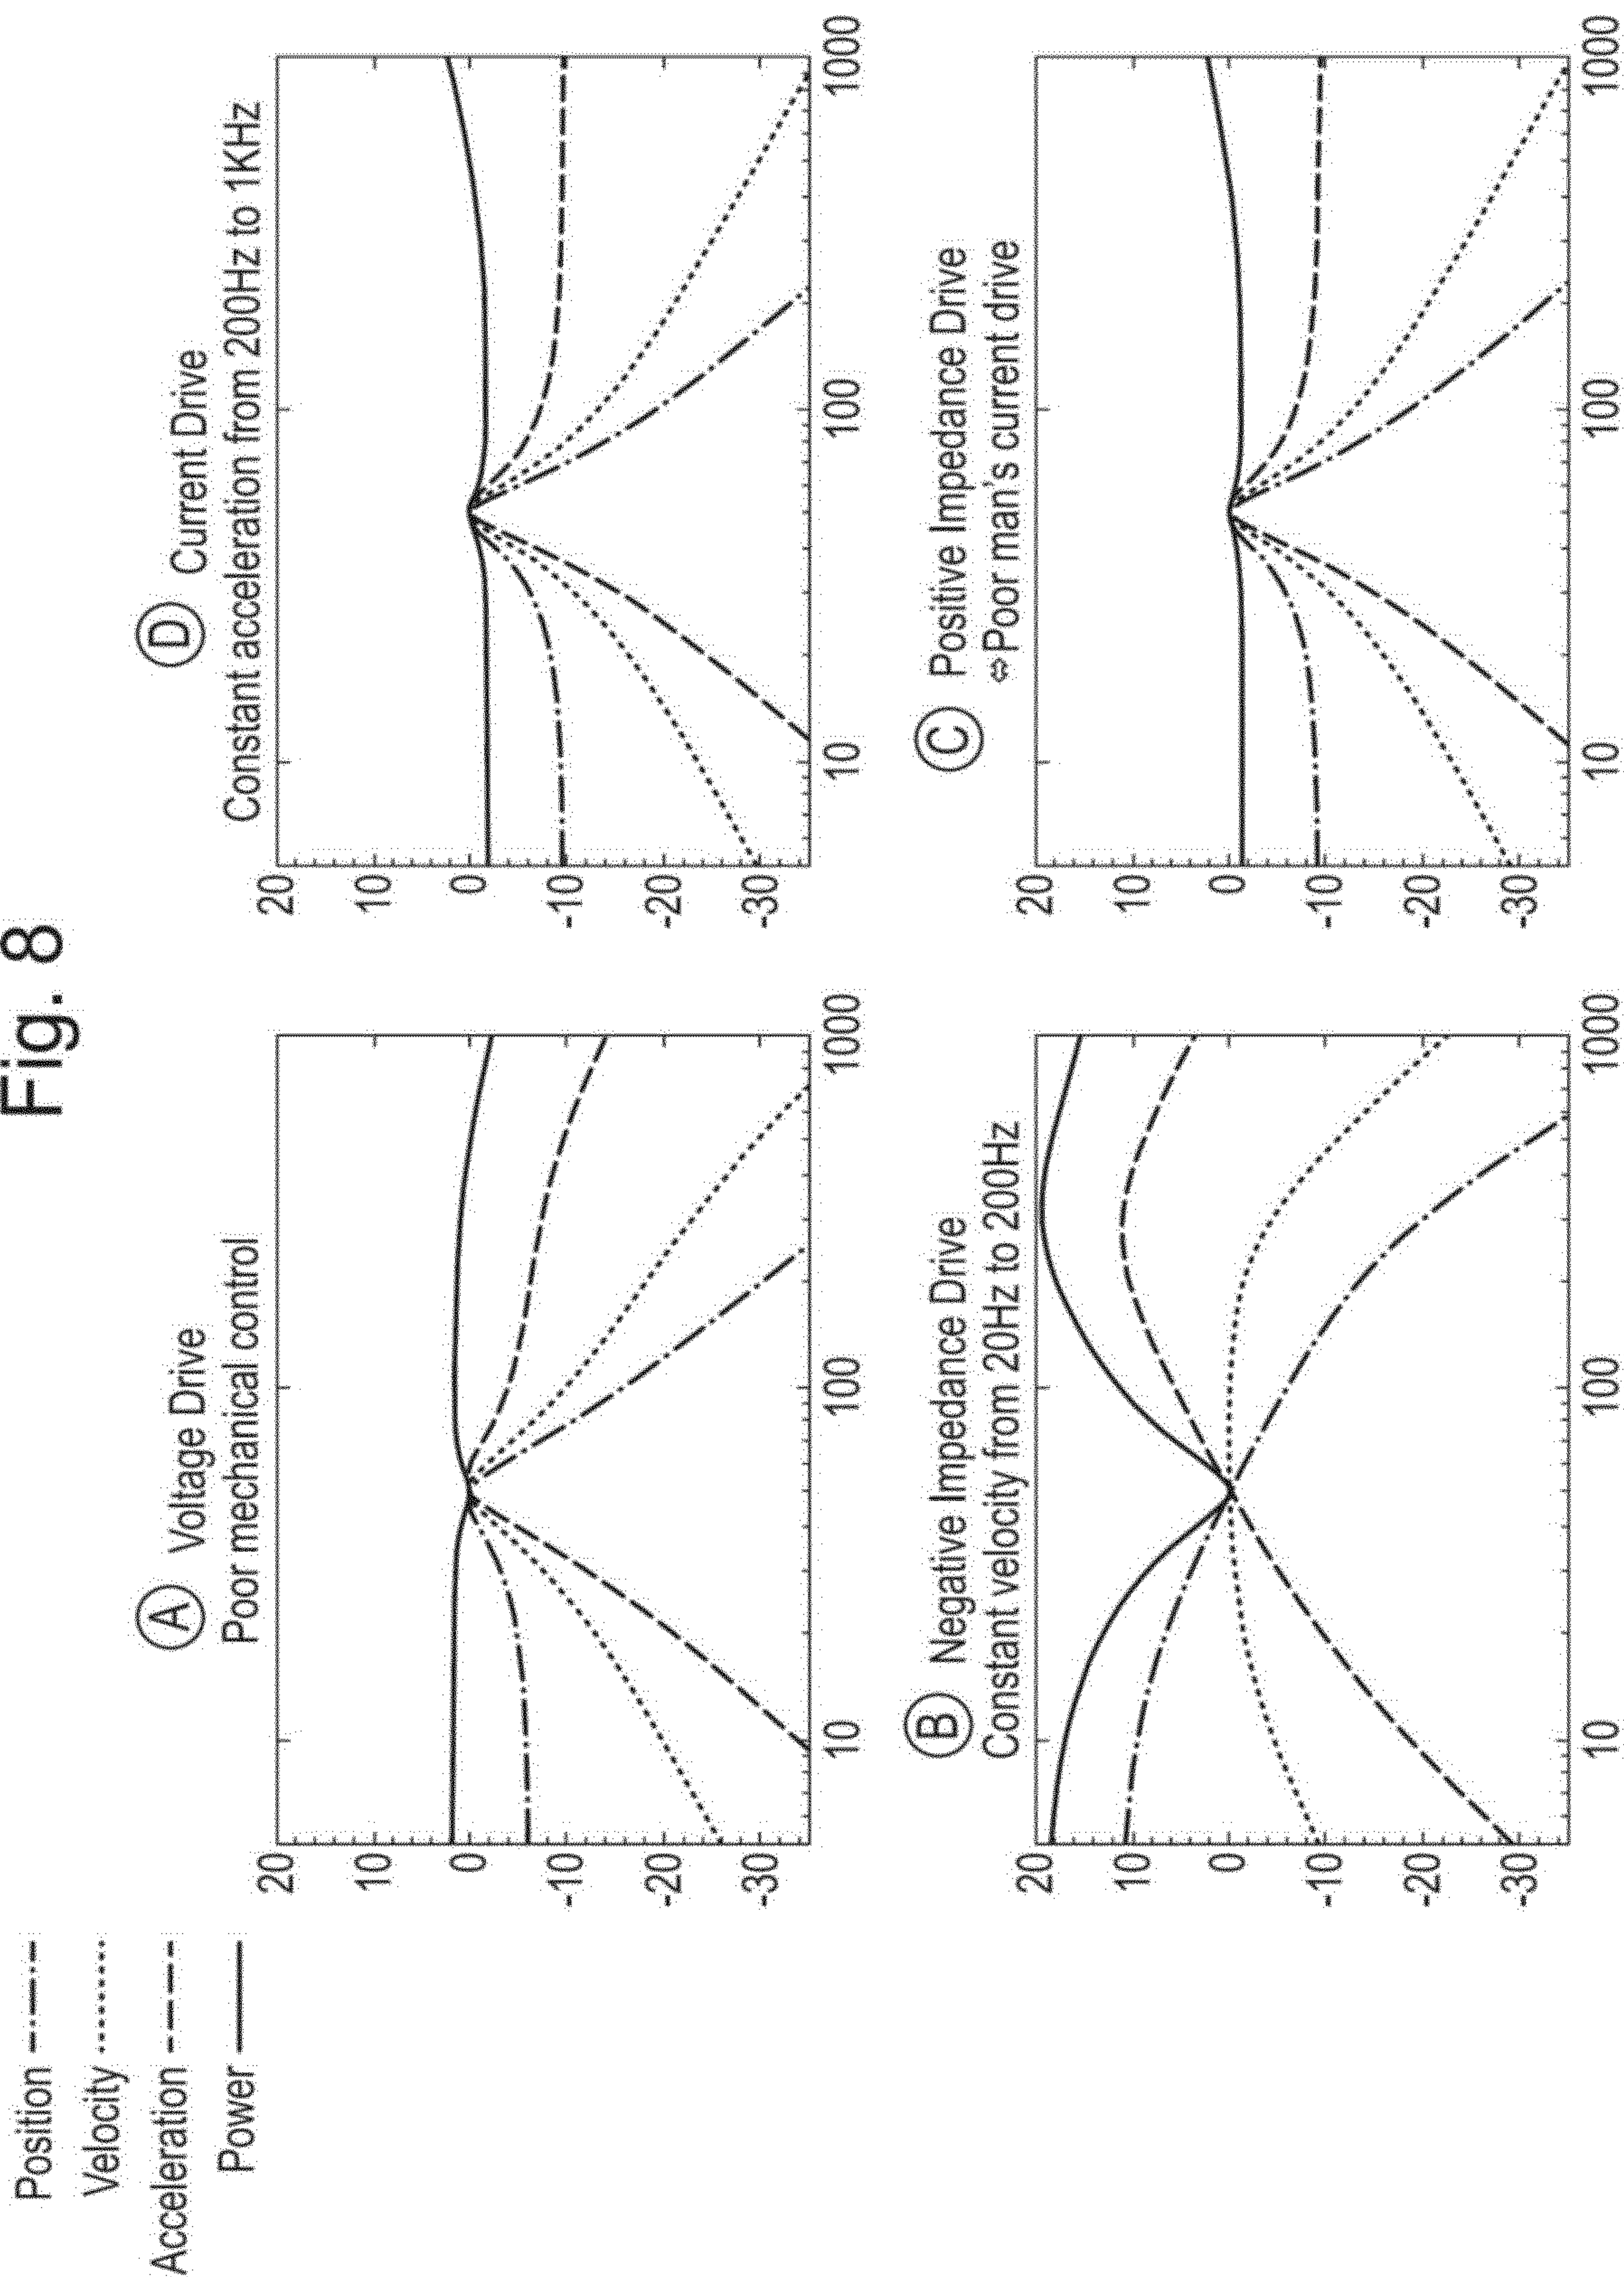 Fig. 8
Position
Velocity
Acceleration
Power
A Voltage Drive
Poor mechanical control
20
10
0
-10
-20
-30
10 100 1000
D Current Drive
Constant acceleration from 200Hz to 1KHz
20
10
0
-10
-20
-30
10 100 1000
B Negative Impedance Drive
Constant velocity from 20Hz to 200Hz
20
10
0
-10
-20
-30
10 100 1000
C Positive Impedance Drive
⇔Poor man's current drive
20
10
0
-10
-20
-30
10 100 1000